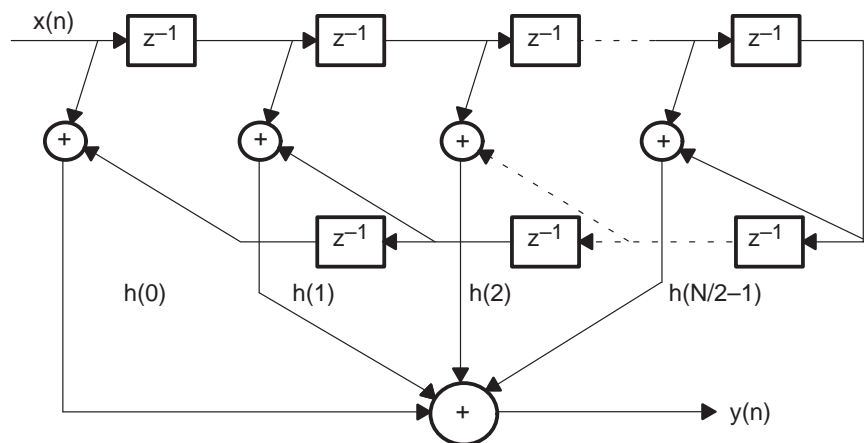 x(n)
z–1 z–1 z–1 z–1
+ + + +
z–1 z–1 z–1
h(0) h(1) h(2) h(N/2–1)
+ y(n)